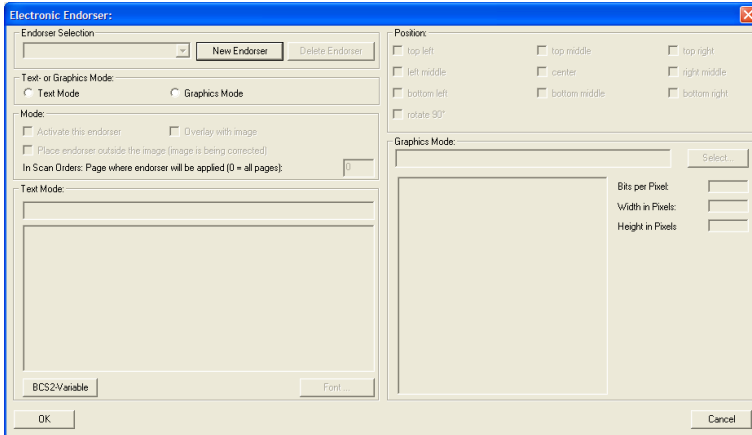 Electronic Endorser:
Endorser Selection
New Endorser
Delete Endorser
Text- or Graphics Mode:
Text Mode
Graphics Mode
Mode:
Activate this endorser
Overlay with image
Place endorser outside the image (image is being corrected)
In Scan Orders: Page where endorser will be applied (0 = all pages):
0
Text Mode:
BCS2-Variable
Font ...
Position:
top left
top middle
top right
left middle
center
right middle
bottom left
bottom middle
bottom right
rotate 90°
Graphics Mode:
Select...
Bits per Pixel:
Width in Pixels:
Height in Pixels
OK
Cancel